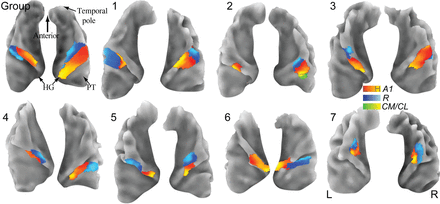 Group
Temporal
pole
Anterior
HG
PT
1
2
3
A1
R
CM/CL
4
5
6
7
L
R